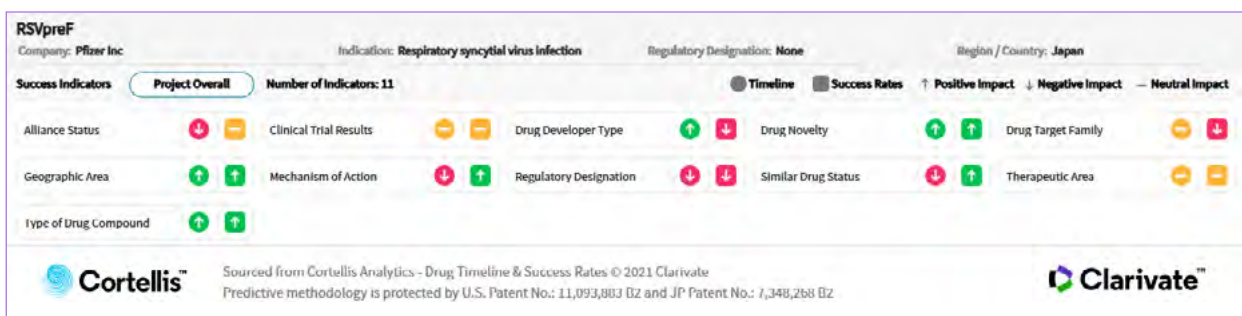 RSVpreF
Company: Pfizer Inc Indication: Respiratory syncytial virus infection Regulatory Designation: None Region / Country: Japan
Success Indicators Project Overall Number of Indicators: 11 Timeline Success Rates ↑ Positive Impact ↓ Negative Impact — Neutral Impact
Alliance Status Clinical Trial Results Drug Developer Type Drug Novelty Drug Target Family
Geographic Area Mechanism of Action Regulatory Designation Similar Drug Status Therapeutic Area
Type of Drug Compound
Cortellis™ Sourced from Cortellis Analytics - Drug Timeline & Success Rates © 2021 Clarivate Clarivate™
Predictive methodology is protected by U.S. Patent No.: 11,093,883 B2 and JP Patent No.: 7,348,268 B2